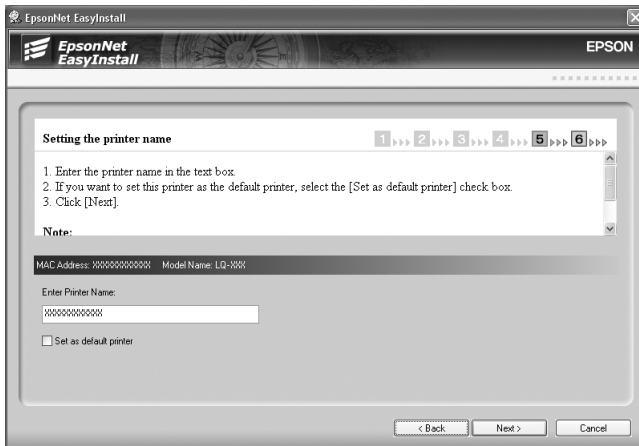 EpsonNet EasyInstall
EpsonNet
EasyInstall
EPSON
Setting the printer name
1 2 3 4 5 6
1. Enter the printer name in the text box.
2. If you want to set this printer as the default printer, select the [Set as default printer] check box.
3. Click [Next].
Note:
MAC Address: XXXXXXXXXXX Model Name: LQ-XXX
Enter Printer Name:
XXXXXXXXXXX
Set as default printer
< Back
Next >
Cancel